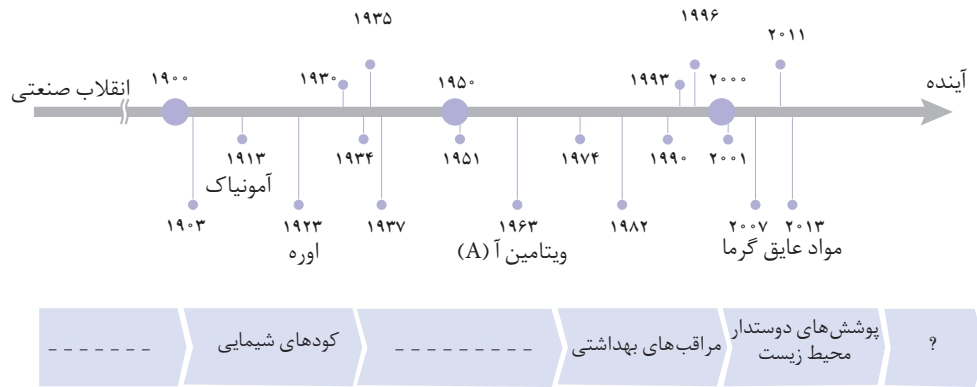 ۱۹۳۵ ۱۹۹۶ ۲۰۱۱
۱۹۰۰ ۱۹۳۰ ۱۹۵۰ ۱۹۹۳ ۲۰۰۰
انقلاب صنعتی آینده
۱۹۱۳ ۱۹۳۴ ۱۹۵۱ ۱۹۷۴ ۱۹۹۰ ۲۰۰۱
آمونیاک
۱۹۰۳ ۱۹۲۳ ۱۹۳۷ ۱۹۶۳ ۱۹۸۲ ۲۰۰۷ ۲۰۱۳
اوره ویتامین آ (A) مواد عایق گرما
_ _ _ _ _ _ _ کودهای شیمایی _ _ _ _ _ _ _ _ _ مراقب‌های بهداشتی پوشش‌های دوستدار ?
محیط زیست